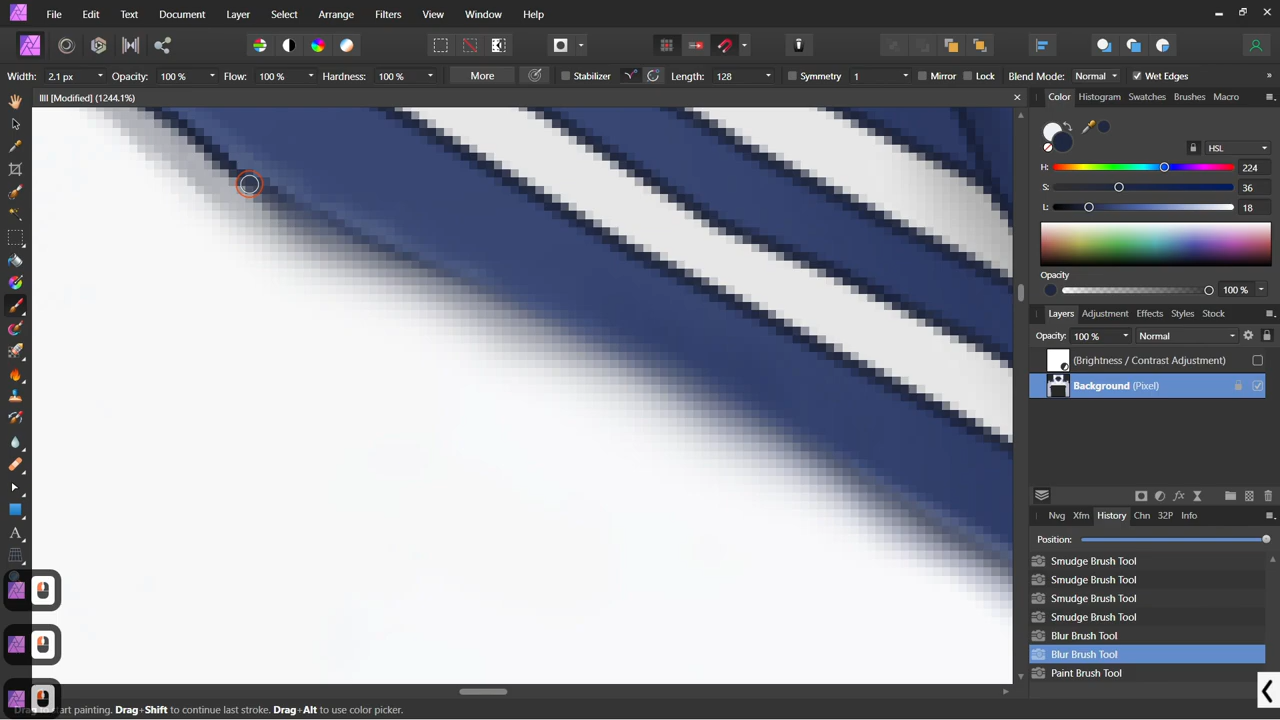 File Edit Text Document Layer Select Arrange Filters View Window Help
Width: 2.1 px Opacity: 100 % Flow: 100 % Hardness: 100 % More Stabilizer Length: 128 Symmetry 1 Mirror Lock Blend Mode: Normal Wet Edges
IIII [Modified] (1244.1%)
Color Histogram Swatches Brushes Macro
HSL
H: 224
S: 36
L: 18
Opacity
100 %
Layers Adjustment Effects Styles Stock
Opacity: 100 % Normal
(Brightness / Contrast Adjustment)
Background (Pixel)
Nvg Xfm History Chn 32P Info
Position:
Smudge Brush Tool
Smudge Brush Tool
Smudge Brush Tool
Smudge Brush Tool
Blur Brush Tool
Blur Brush Tool
Paint Brush Tool
start painting. Drag+Shift to continue last stroke. Drag+Alt to use color picker.